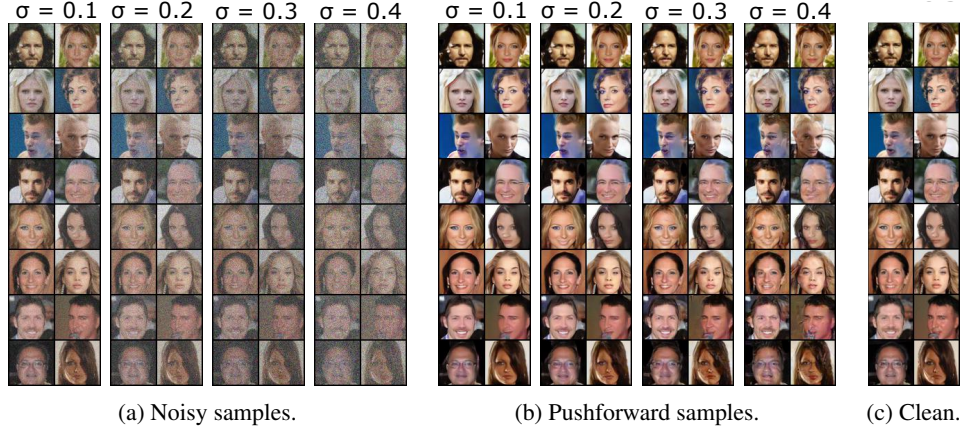 σ = 0.1 σ = 0.2 σ = 0.3 σ = 0.4 σ = 0.1 σ = 0.2 σ = 0.3 σ = 0.4
(a) Noisy samples. (b) Pushforward samples. (c) Clean.